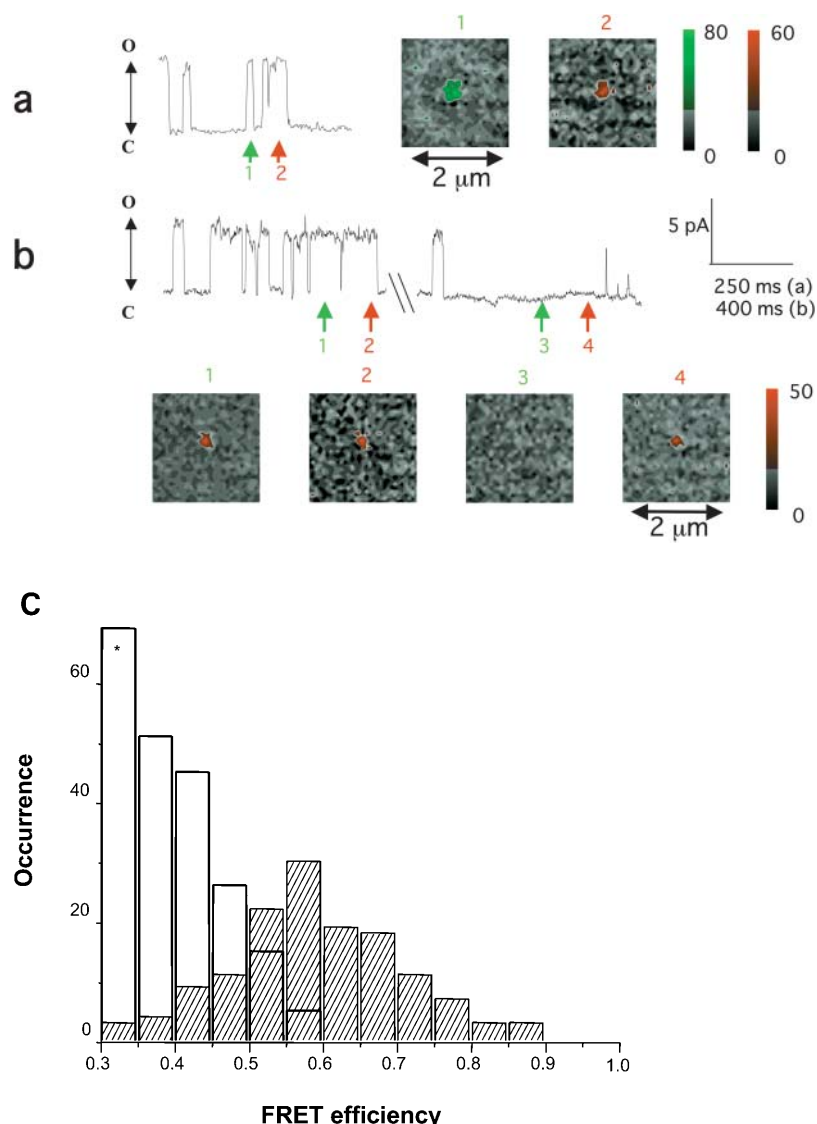 1 2
80 60
O
a
C
0 0
1 2
2 μm
O
b
C
5 pA
250 ms (a)
400 ms (b)
1 2 3 4
1 2 3 4
50
0
2 μm
C
60
40
20
0
*
Occurrence
0.3 0.4 0.5 0.6 0.7 0.8 0.9 1.0
FRET efficiency